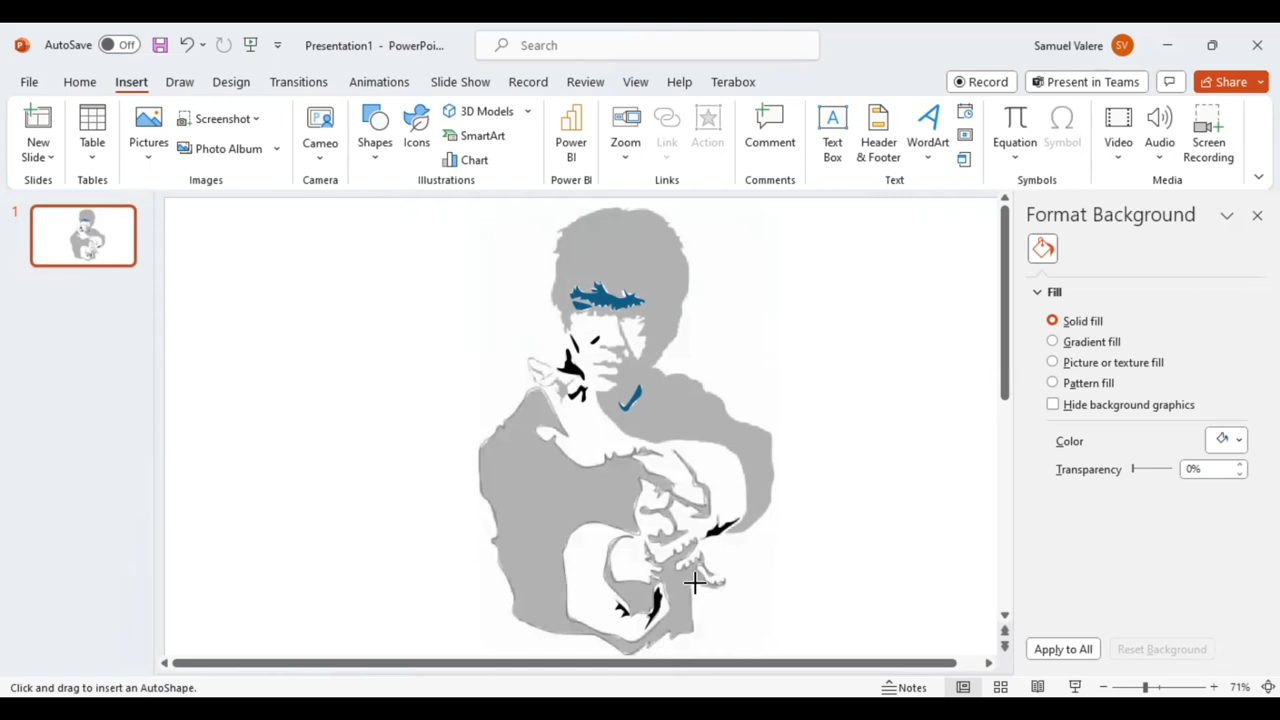 AutoSave Off Presentation1 - PowerPoi... Search Samuel Valere SV
File Home Insert Draw Design Transitions Animations Slide Show Record Review View Help Terabox Record Present in Teams Share
New Slide Table Pictures Screenshot Photo Album Cameo Shapes Icons 3D Models SmartArt Chart Power BI Zoom Link Action Comment Text Box Header & Footer WordArt Equation Symbol Video Audio Screen Recording
Slides Tables Images Camera Illustrations Power BI Links Comments Text Symbols Media
1
Format Background
Fill
Solid fill
Gradient fill
Picture or texture fill
Pattern fill
Hide background graphics
Color
Transparency 0%
Apply to All Reset Background
Click and drag to insert an AutoShape. Notes 71%